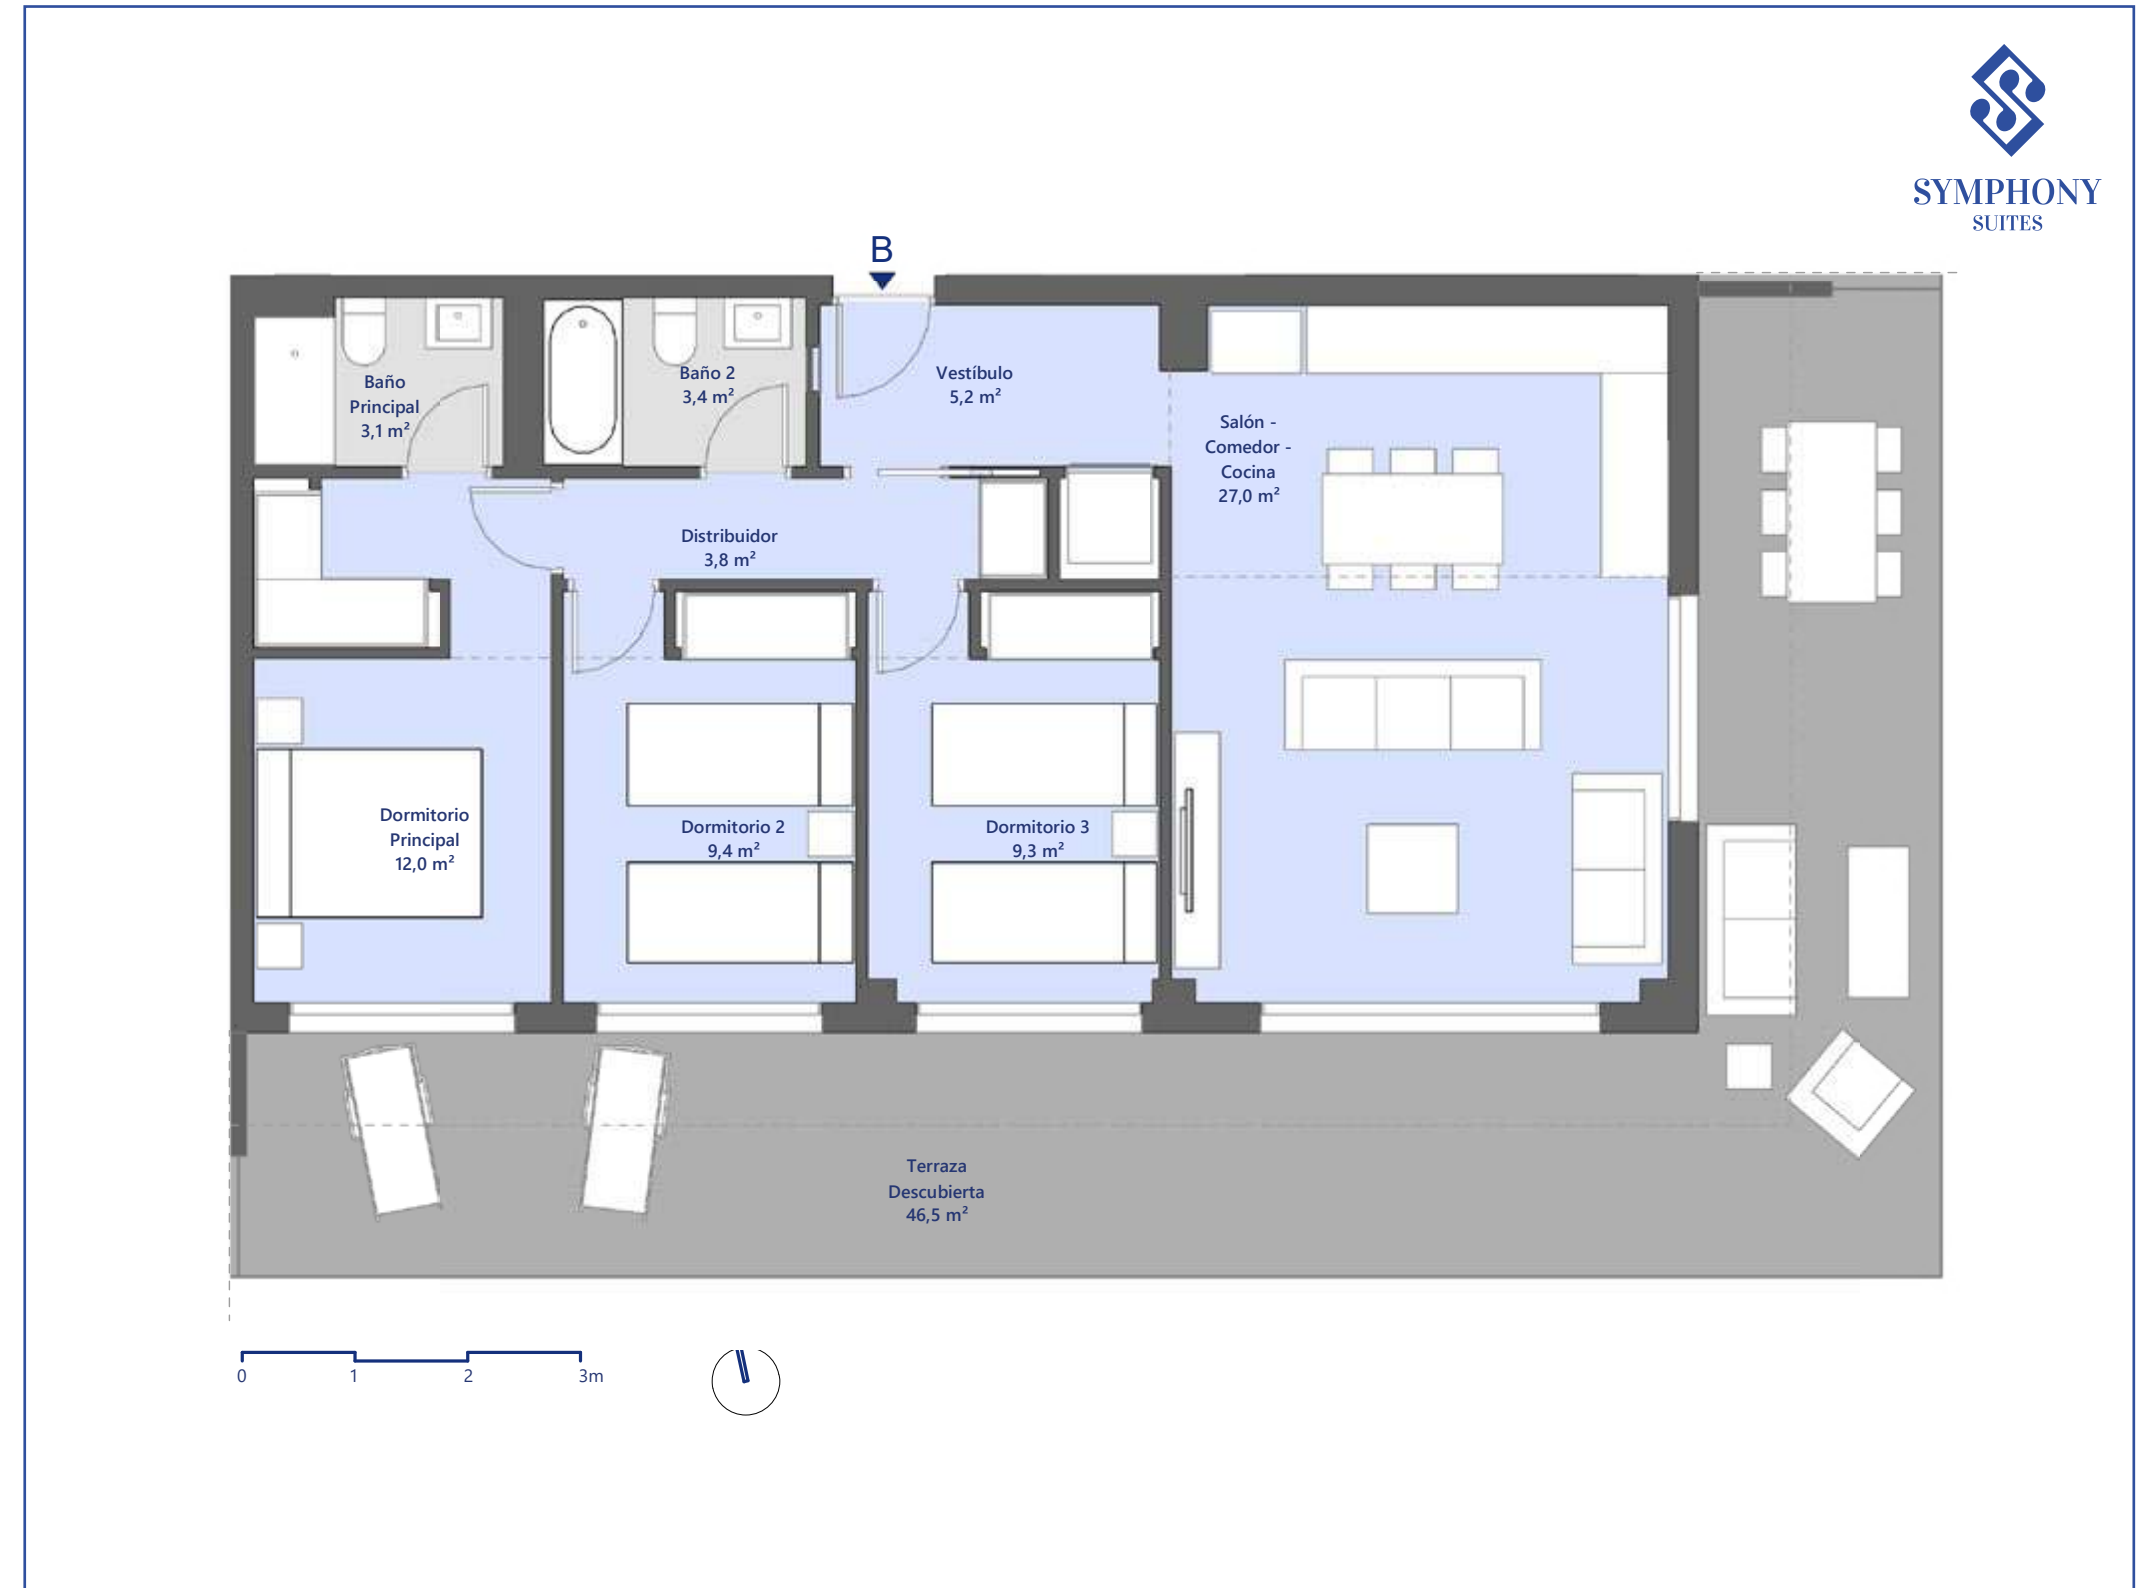 SYMPHONY
SUITES
B
Baño
Principal
3,1 m²
Baño 2
3,4 m²
Vestíbulo
5,2 m²
Salón -
Comedor -
Cocina
27,0 m²
Distribuidor
3,8 m²
Dormitorio
Principal
12,0 m²
Dormitorio 2
9,4 m²
Dormitorio 3
9,3 m²
Terraza
Descubierta
46,5 m²
0 1 2 3m